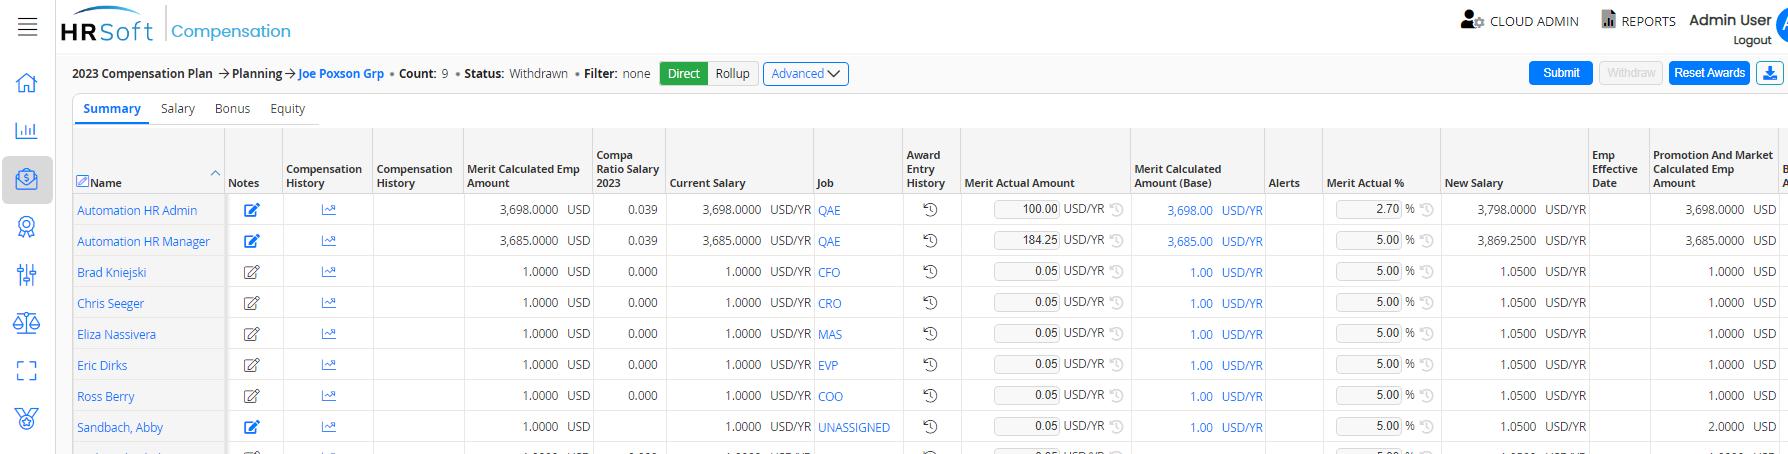 HRSoft Compensation CLOUD ADMIN REPORTS Admin User
Logout
2023 Compensation Plan → Planning → Joe Poxson Grp • Count: 9 • Status: Withdrawn • Filter: none Direct Rollup Advanced Submit Withdraw Reset Awards
Summary Salary Bonus Equity
Name Notes Compensation History Compensation History Merit Calculated Emp Amount Compa Ratio Salary 2023 Current Salary Job Award Entry History Merit Actual Amount Merit Calculated Amount (Base) Alerts Merit Actual % New Salary Emp Effective Date Promotion And Market Calculated Emp Amount
Automation HR Admin 3,698.0000 USD 0.039 3,698.0000 USD/YR QAE 100.00 USD/YR 3,698.00 USD/YR 2.70 % 3,798.0000 USD/YR 3,698.0000 USD
Automation HR Manager 3,685.0000 USD 0.039 3,685.0000 USD/YR QAE 184.25 USD/YR 3,685.00 USD/YR 5.00 % 3,869.2500 USD/YR 3,685.0000 USD
Brad Kniejski 1.0000 USD 0.000 1.0000 USD/YR CFO 0.05 USD/YR 1.00 USD/YR 5.00 % 1.0500 USD/YR 1.0000 USD
Chris Seeger 1.0000 USD 0.000 1.0000 USD/YR CRO 0.05 USD/YR 1.00 USD/YR 5.00 % 1.0500 USD/YR 1.0000 USD
Eliza Nassivera 1.0000 USD 0.000 1.0000 USD/YR MAS 0.05 USD/YR 1.00 USD/YR 5.00 % 1.0500 USD/YR 1.0000 USD
Eric Dirks 1.0000 USD 0.000 1.0000 USD/YR EVP 0.05 USD/YR 1.00 USD/YR 5.00 % 1.0500 USD/YR 1.0000 USD
Ross Berry 1.0000 USD 0.000 1.0000 USD/YR COO 0.05 USD/YR 1.00 USD/YR 5.00 % 1.0500 USD/YR 1.0000 USD
Sandbach, Abby 1.0000 USD 1.0000 USD/YR UNASSIGNED 0.05 USD/YR 1.00 USD/YR 5.00 % 1.0500 USD/YR 2.0000 USD